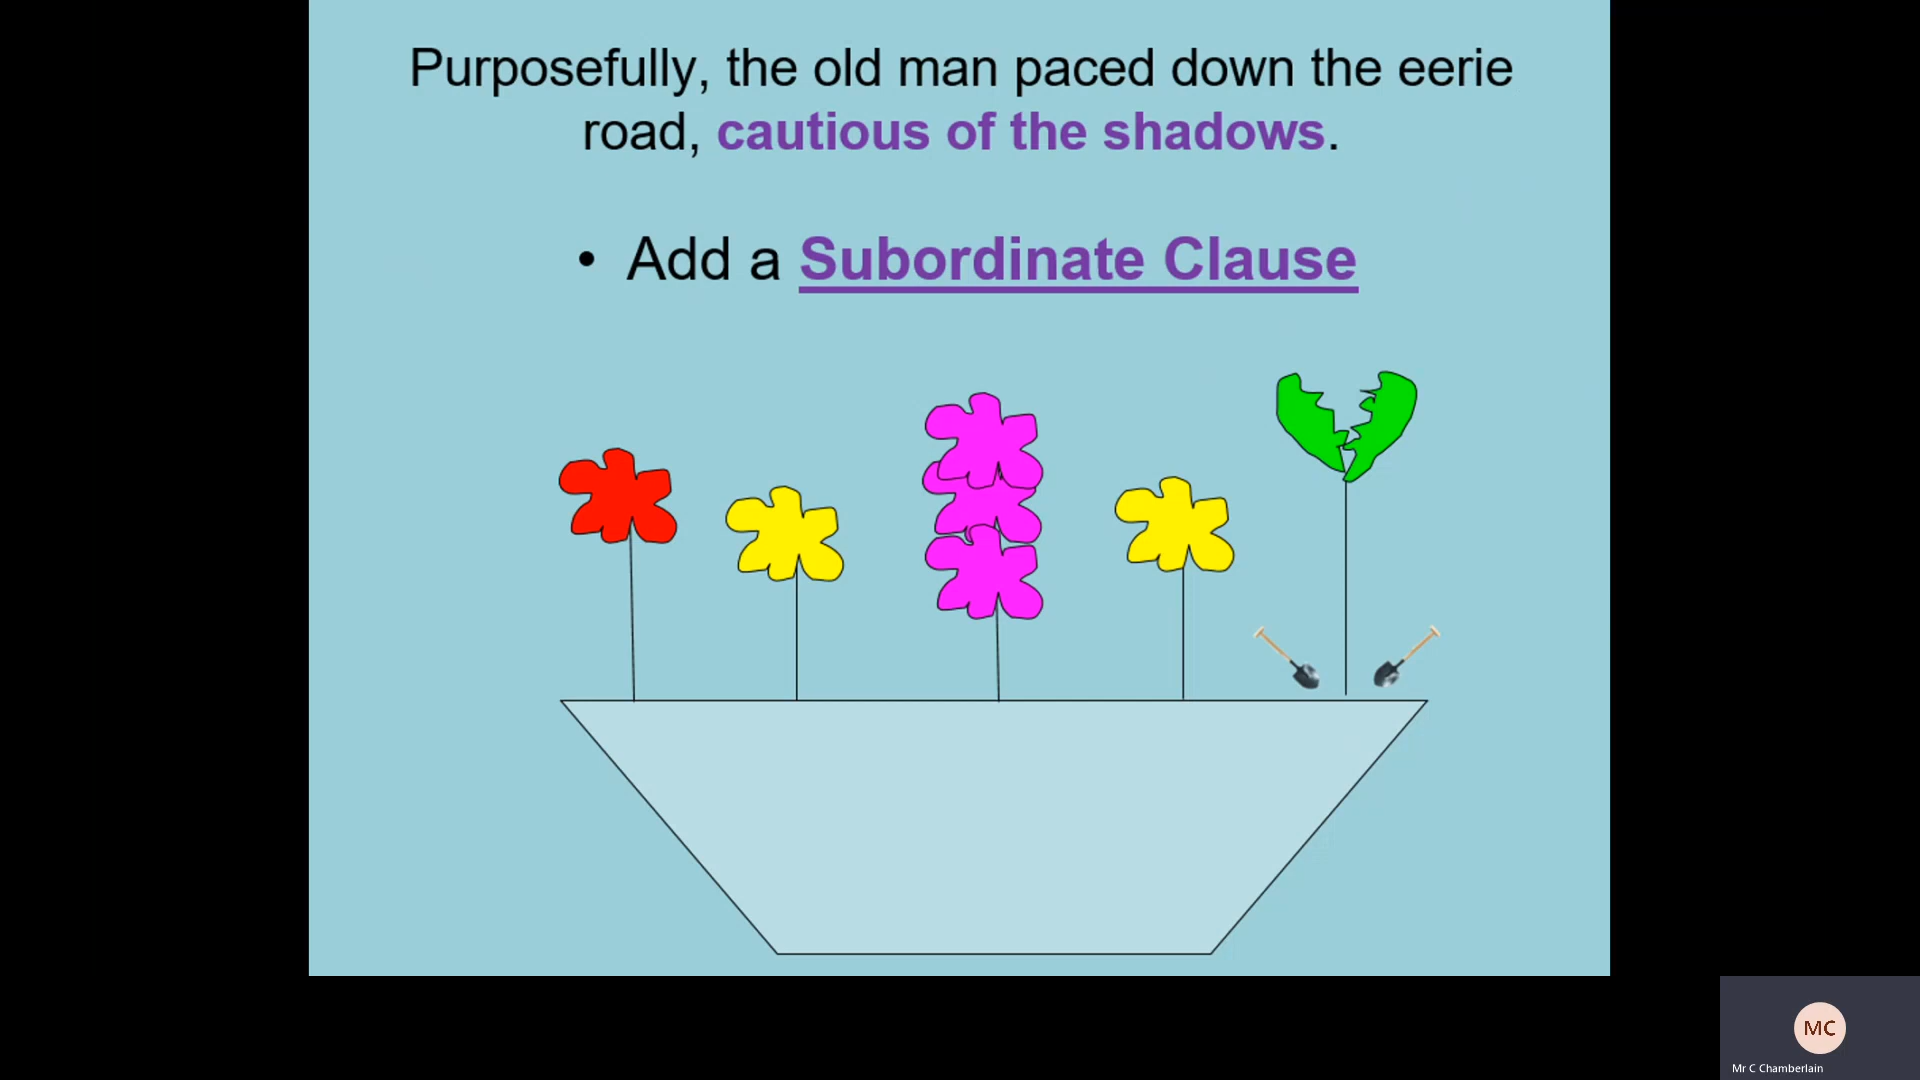 Purposefully, the old man paced down the eerie
road, cautious of the shadows.
• Add a Subordinate Clause
MC
Mr C Chamberlain